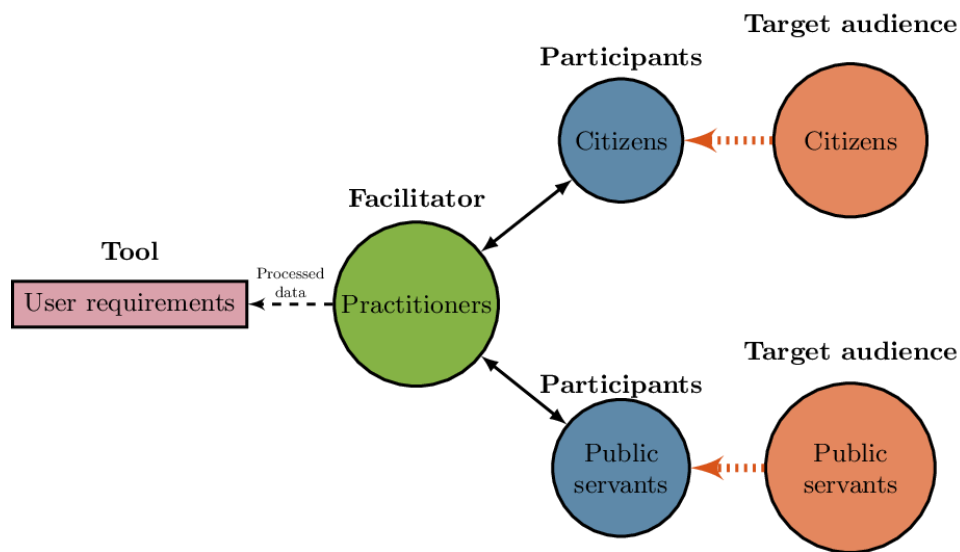 Target audience
Participants
Citizens
Citizens
Facilitator
Tool
Processed
data
User requirements
Practitioners
Target audience
Participants
Public
servants
Public
servants